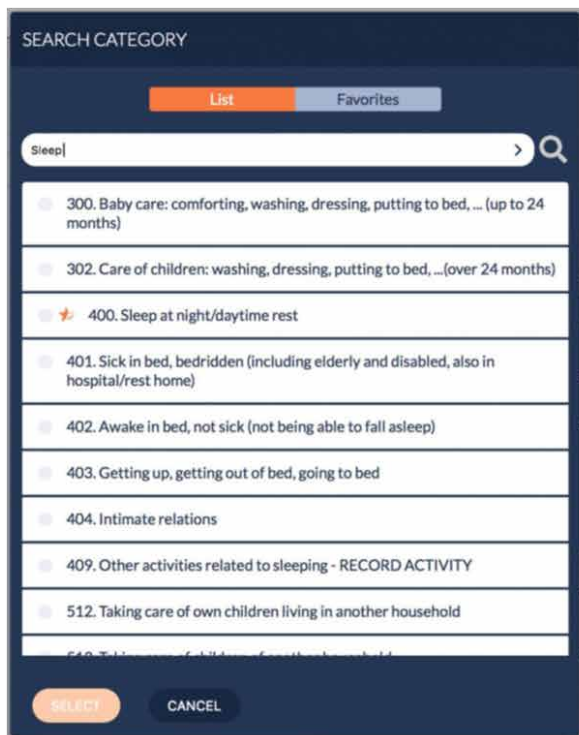 SEARCH CATEGORY
List
Favorites
Sleep
300. Baby care: comforting, washing, dressing, putting to bed, ... (up to 24
months)
302. Care of children: washing, dressing, putting to bed, ...(over 24 months)
400. Sleep at night/daytime rest
401. Sick in bed, bedridden (including elderly and disabled, also in
hospital/rest home)
402. Awake in bed, not sick (not being able to fall asleep)
403. Getting up, getting out of bed, going to bed
404. Intimate relations
409. Other activities related to sleeping - RECORD ACTIVITY
512. Taking care of own children living in another household
SELECT
CANCEL